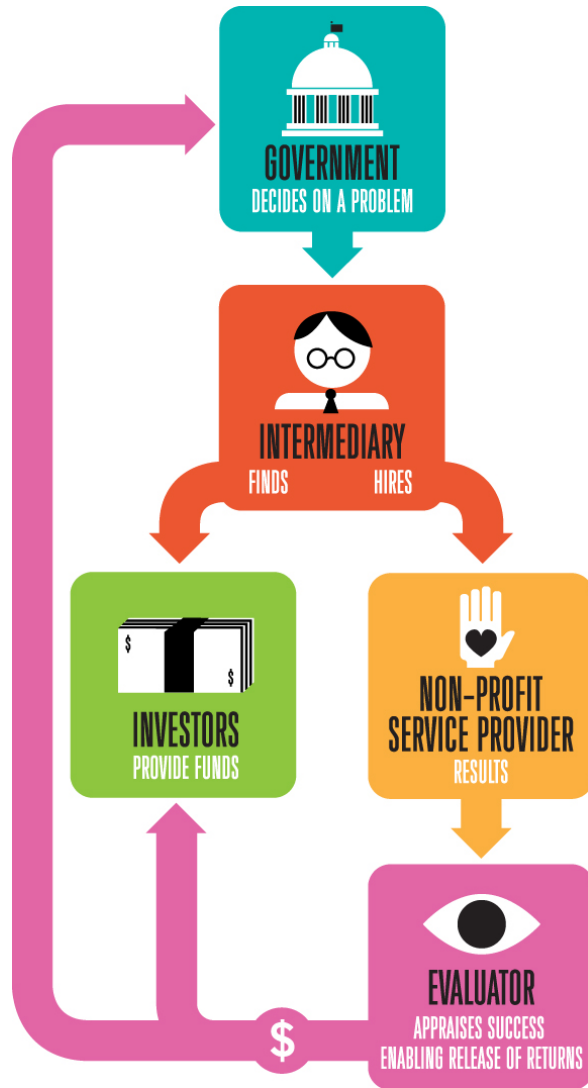 GOVERNMENT
DECIDES ON A PROBLEM
INTERMEDIARY
FINDS
HIRES
$
$
INVESTORS
PROVIDE FUNDS
NON-PROFIT
SERVICE PROVIDER
RESULTS
EVALUATOR
APPRAISES SUCCESS
ENABLING RELEASE OF RETURNS
$